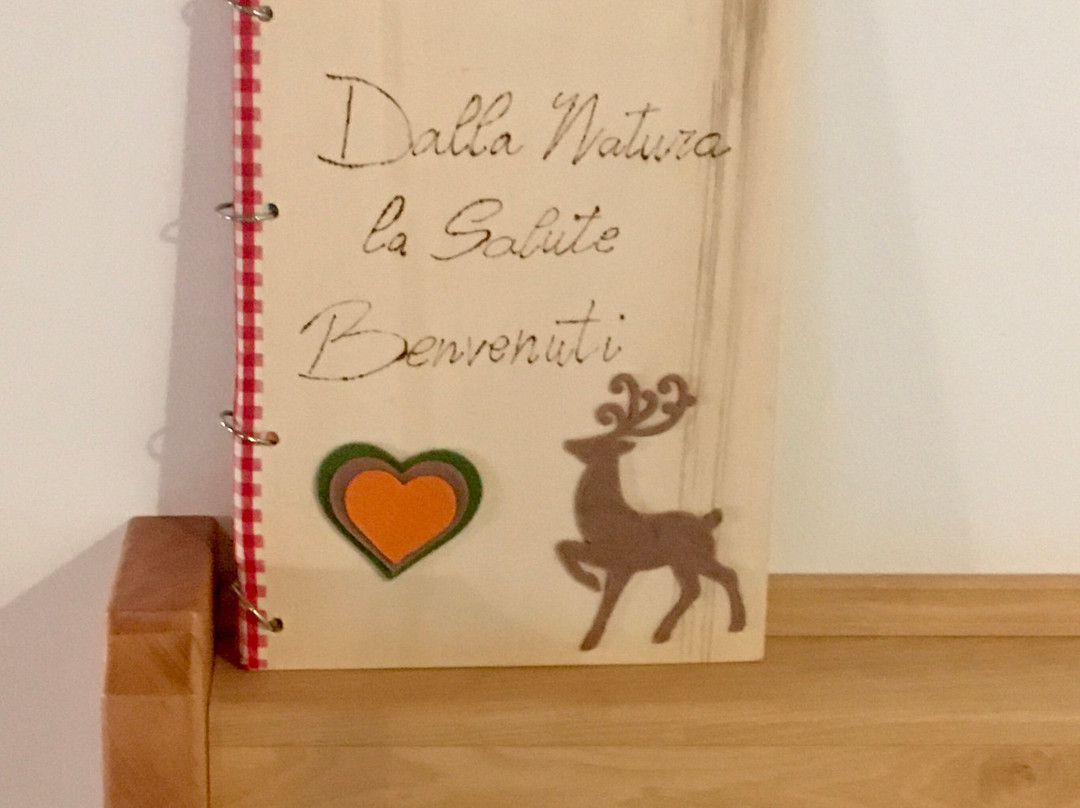 Dalla Natura
la Salute
Benvenuti